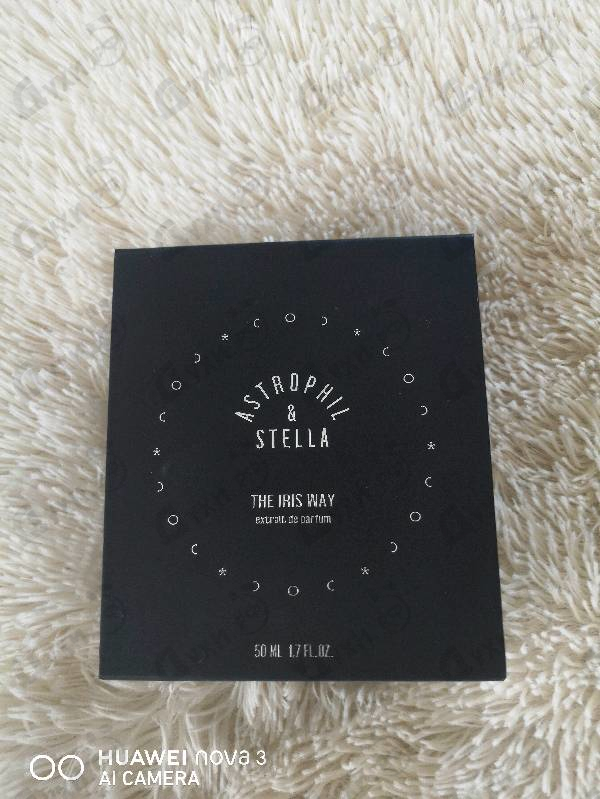 ASTROPHIL
&
STELLA
THE IRIS WAY
extrait de parfum
50 ML 1.7 FL.OZ.
HUAWEI nova 3
AI CAMERA